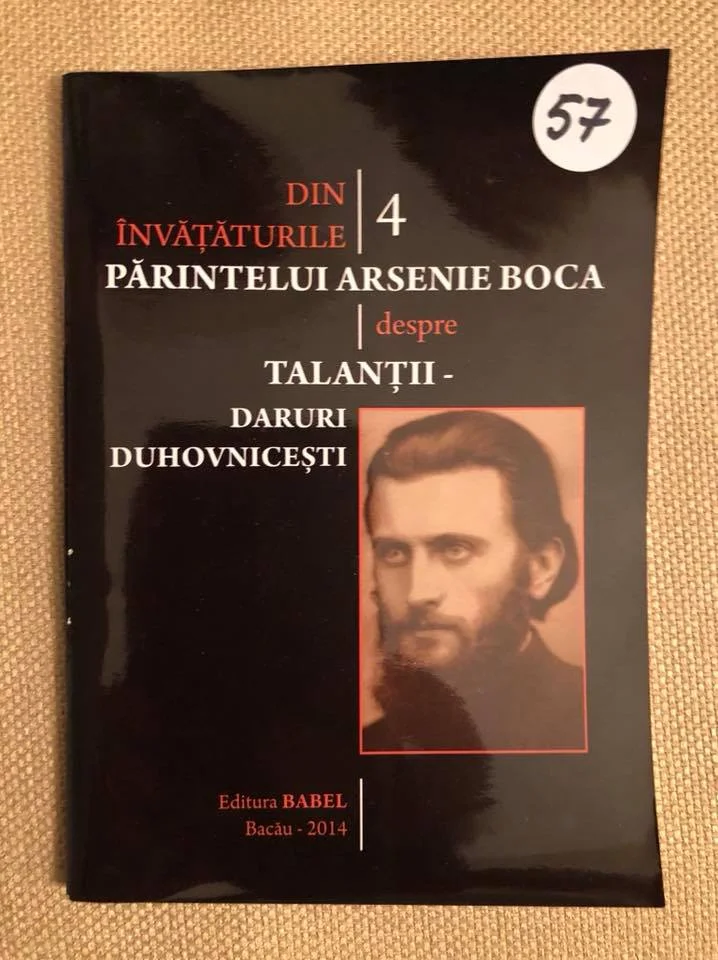 57
DIN
ÎNVĂȚĂTURILE
4
PĂRINTELUI ARSENIE BOCA
despre
TALANȚII -
DARURI
DUHOVNICEȘTI
Editura BABEL
Bacău - 2014